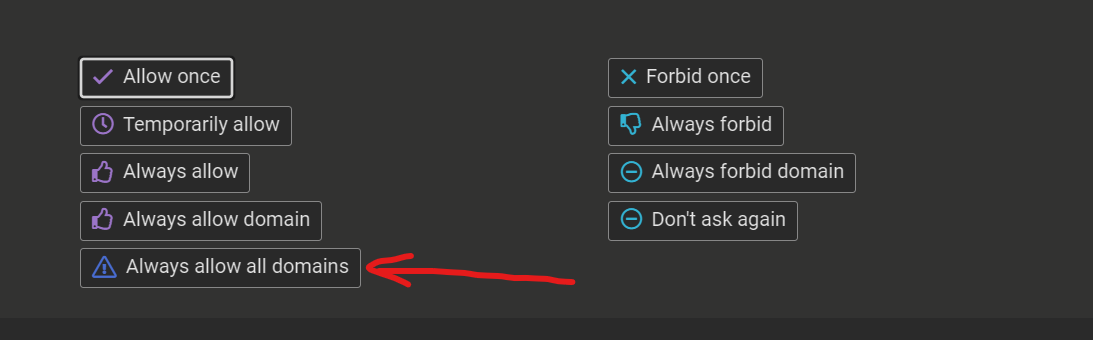 Allow once
Temporarily allow
Always allow
Always allow domain
Always allow all domains
Forbid once
Always forbid
Always forbid domain
Don't ask again